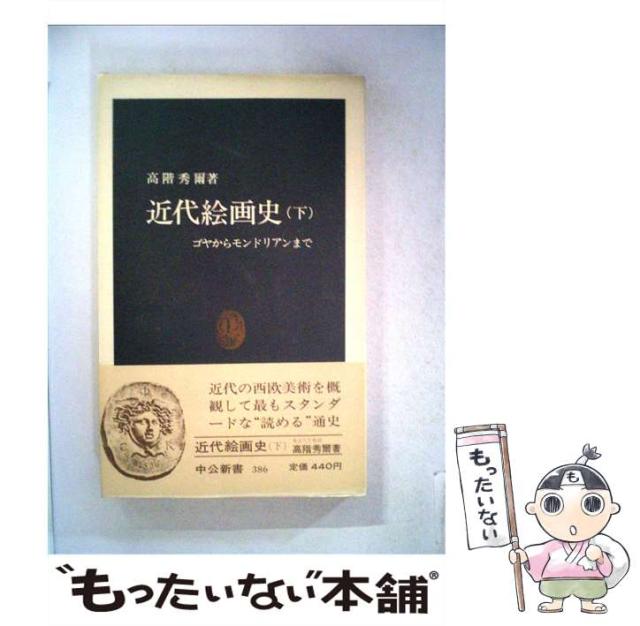 高階秀爾著
近代絵画史(下)
ゴヤからモンドリアンまで
近代の西欧美術を概
観して最もスタンダ
ードな“読める”通史
近代絵画史(下)
高階秀爾著
中公新書 386 定価 440円
もったいない
も
“もったいない”本舗®